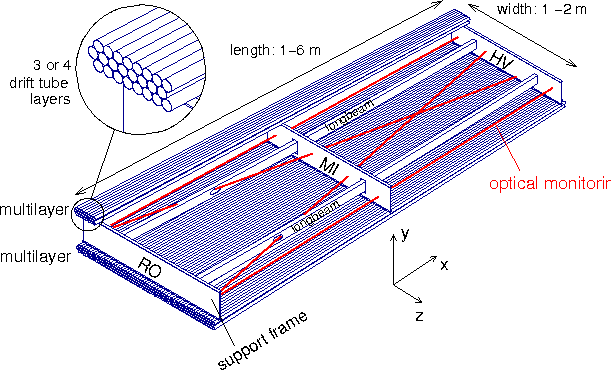 width: 1 –2 m
length: 1–6 m
3 or 4
drift tube
layers
HV
longbeam
optical monitorir
MI
multilayer
longbeam
multilayer
RO
y
x
z
support frame